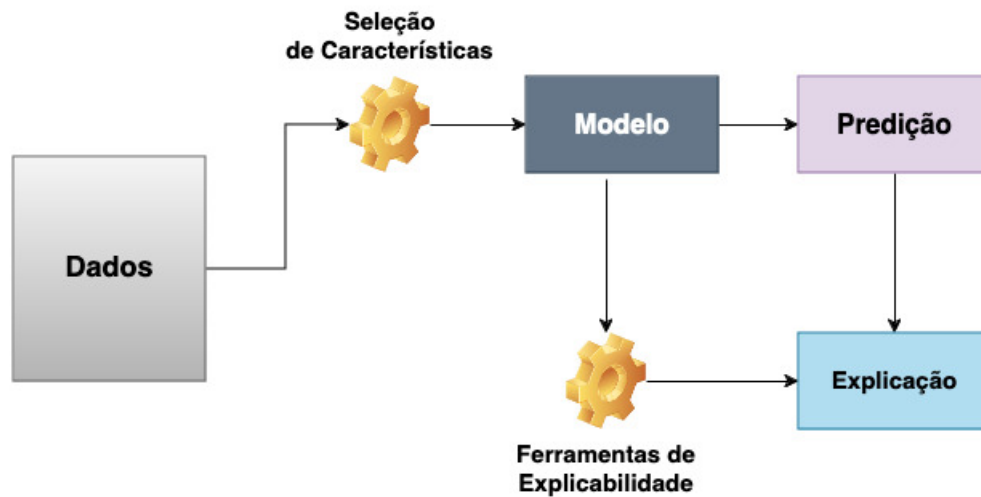 Seleção
de Características
Modelo
Predição
Dados
Explicação
Ferramentas de
Explicabilidade